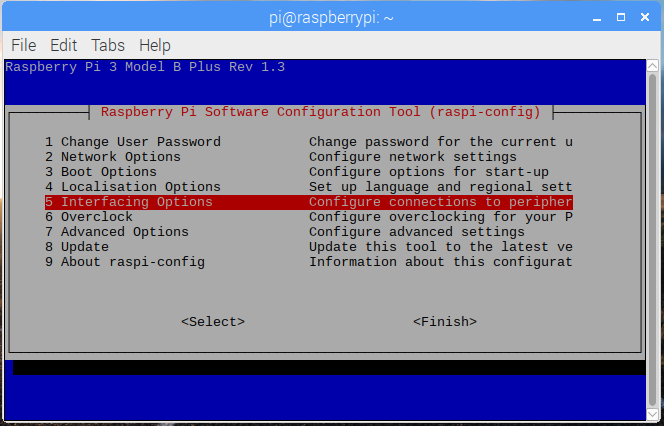 pi@raspberrypi: ~
File Edit Tabs Help
Raspberry Pi 3 Model B Plus Rev 1.3
Raspberry Pi Software Configuration Tool (raspi-config)
1 Change User Password Change password for the current u
2 Network Options Configure network settings
3 Boot Options Configure options for start-up
4 Localisation Options Set up language and regional sett
5 Interfacing Options Configure connections to peripher
6 Overclock Configure overclocking for your P
7 Advanced Options Configure advanced settings
8 Update Update this tool to the latest ve
9 About raspi-config Information about this configurat
<Select> <Finish>